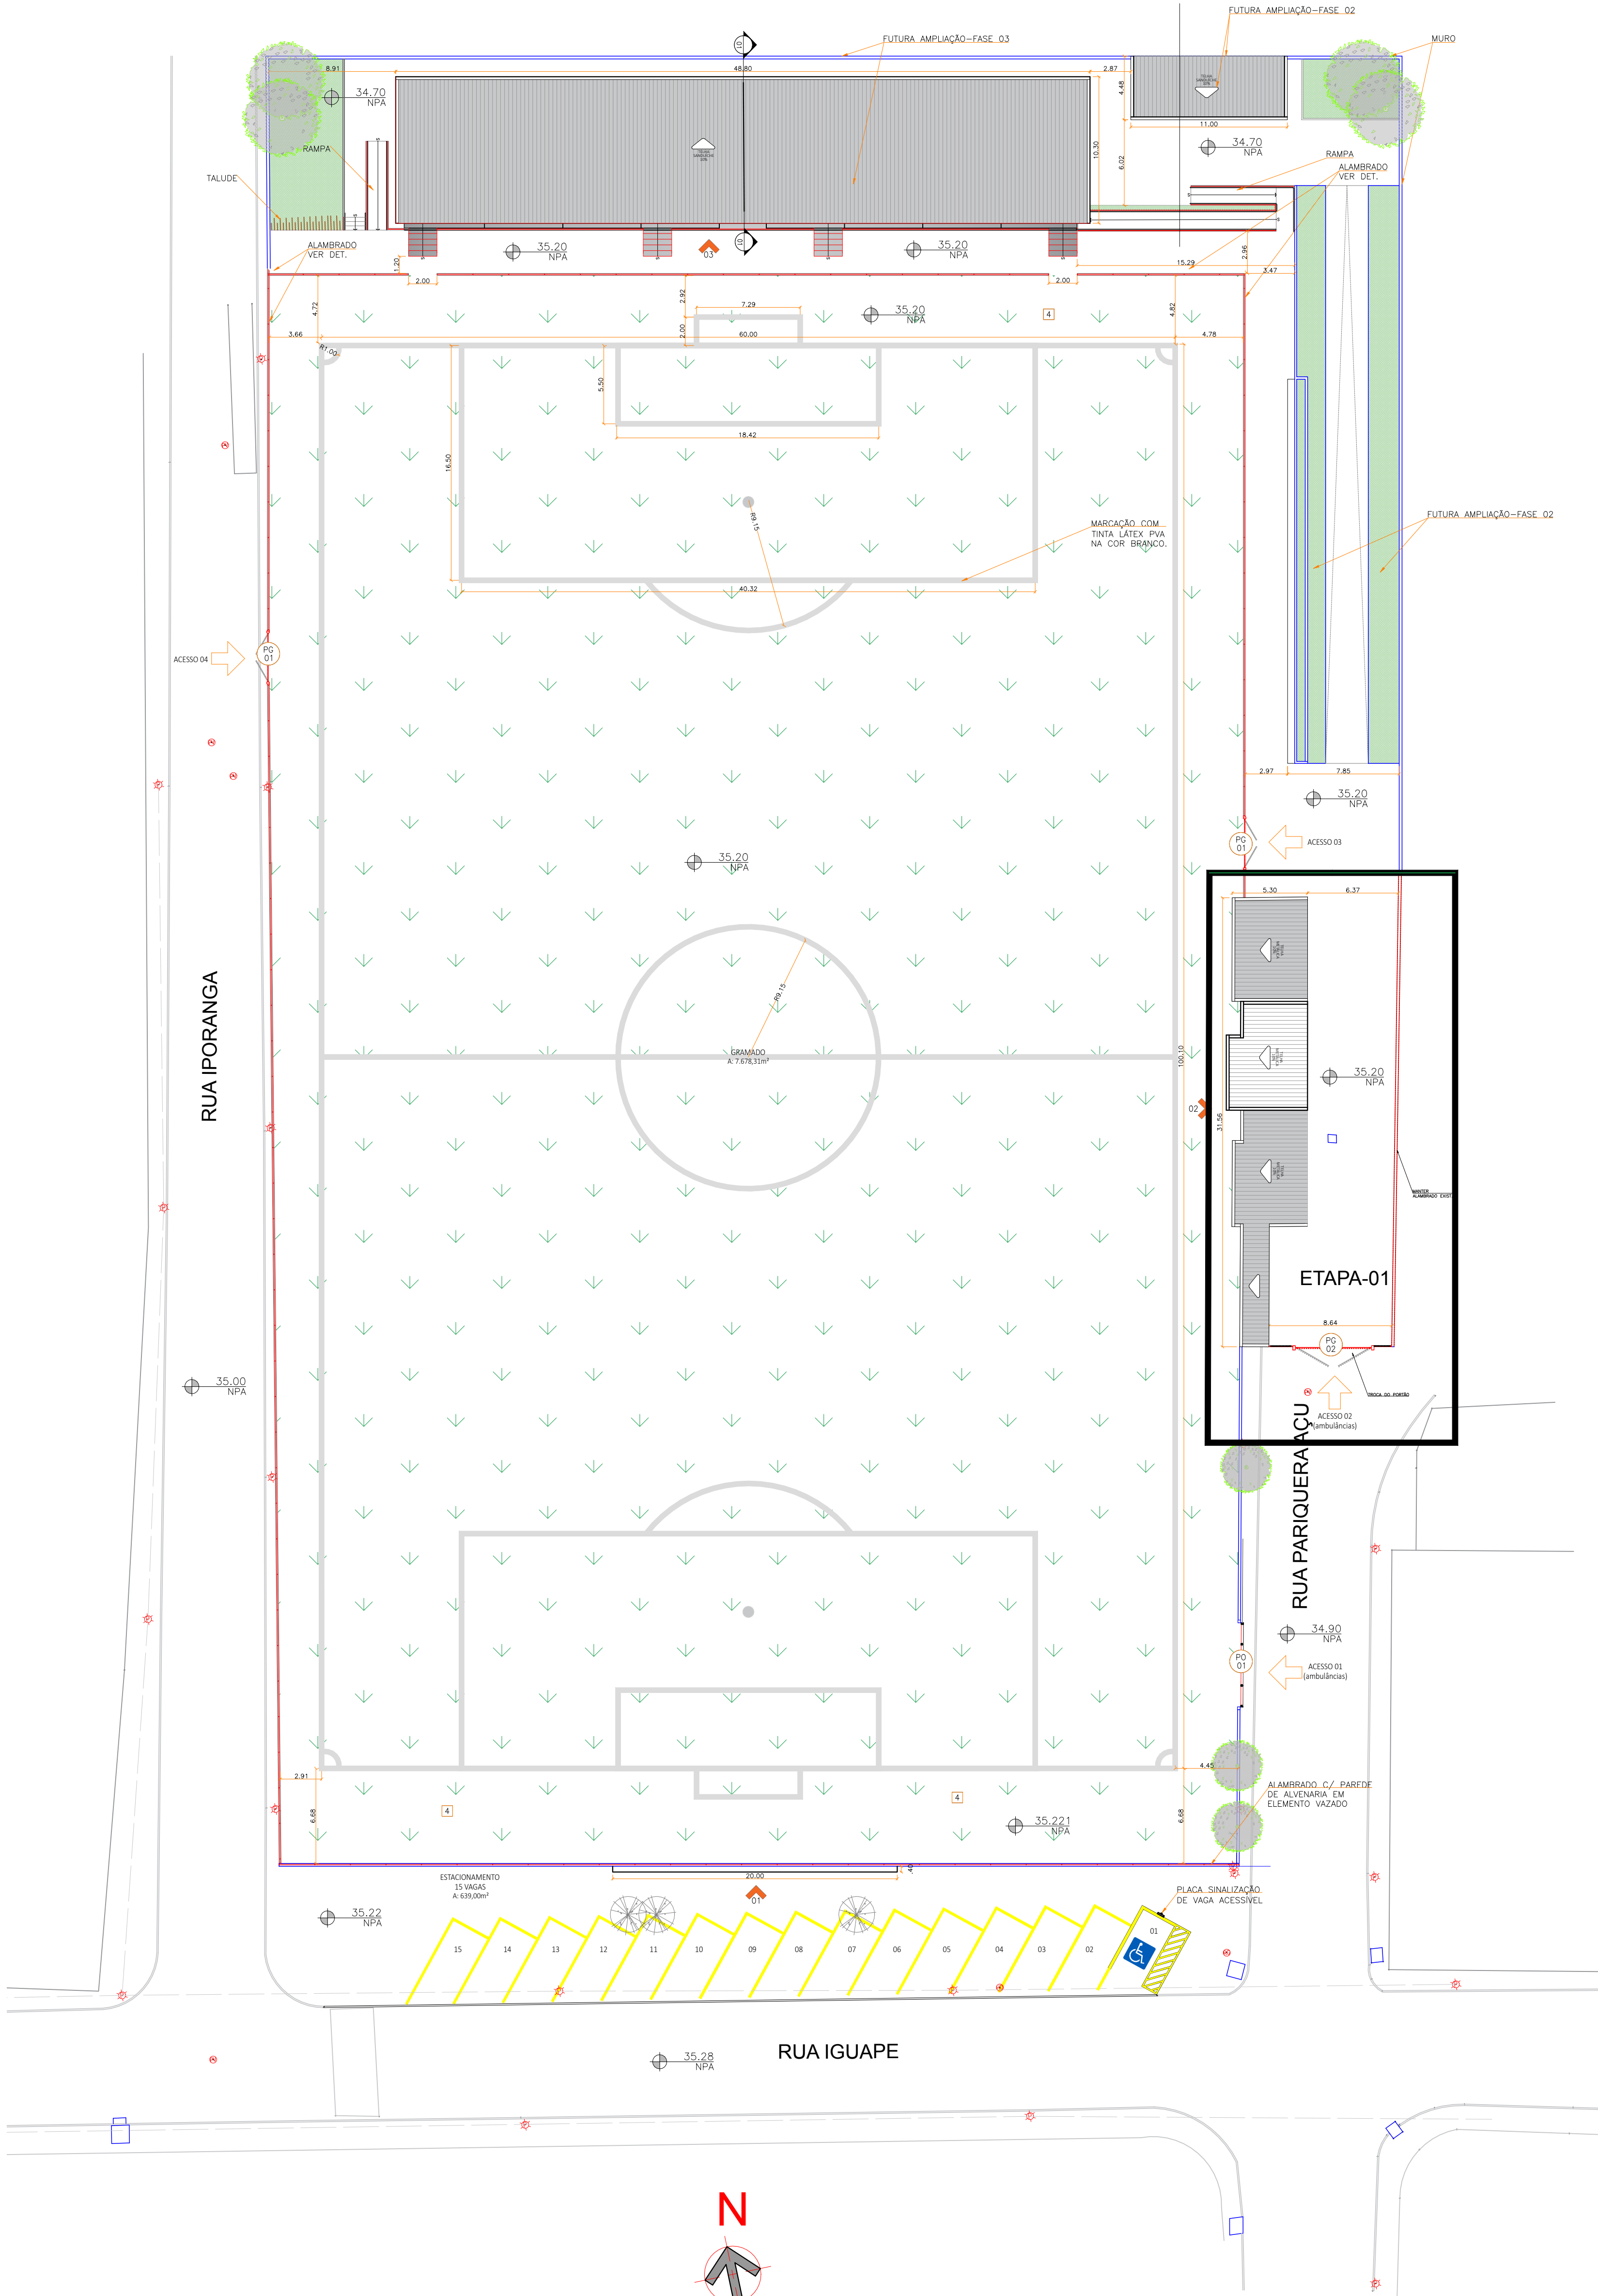 FUTURA AMPLIAÇÃO-FASE 02
FUTURA AMPLIAÇÃO-FASE 03
MURO
01
8.91
48.80
2.87
4.48
11.00
34.70
NPA
34.70
NPA
10.30
6.02
RAMPA
RAMPA
TALUDE
ALAMBRADO
VER DET.
ALAMBRADO
VER DET.
01
03
35.20
NPA
35.20
NPA
1.20
2.00
2.00
15.29
2.96
3.47
4.72
2.92
7.29
35.20
NPA
4
4.82
3.66
2.00
60.00
4.78
R1.00
5.50
18.42
16.50
R9.15
40.32
MARCAÇÃO COM
TINTA LÁTEX PVA
NA COR BRANCO.
FUTURA AMPLIAÇÃO-FASE 02
ACESSO 04
PG
01
2.97
7.85
35.20
NPA
PG
01
ACESSO 03
35.20
NPA
5.30
6.37
RUA IPORANGA
R9.15
GRAMADO
A: 7.678,31m²
100.10
02
31.56
35.20
NPA
MANTER
ALAMBRADO EXIST.
ETAPA-01
8.64
PG
02
TROCA DO PORTÃO
ACESSO 02
(ambulâncias)
35.00
NPA
RUA PARIQUERA AÇU
34.90
NPA
PO
01
ACESSO 01
(ambulâncias)
2.91
4.45
6.68
6.68
4
4
35.221
NPA
ALAMBRADO C/ PAREDE
DE ALVENARIA EM
ELEMENTO VAZADO
ESTACIONAMENTO
15 VAGAS
A: 639,00m²
20.00
.40
01
PLACA SINALIZAÇÃO
DE VAGA ACESSÍVEL
35.22
NPA
15
14
13
12
11
10
09
08
07
06
05
04
03
02
01
35.28
NPA
RUA IGUAPE
N